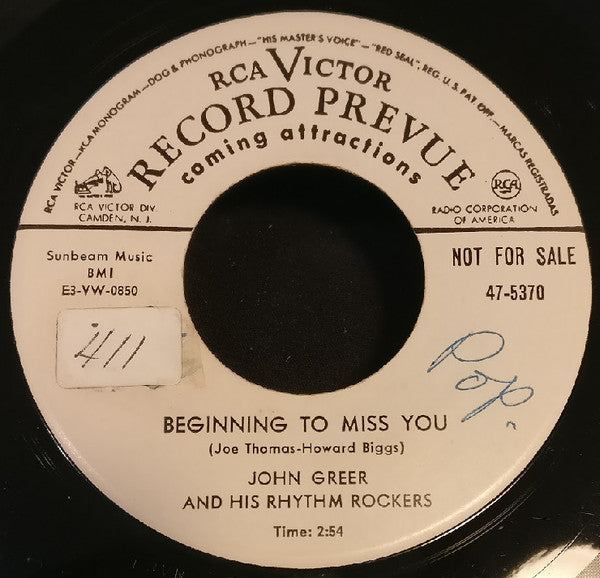 RCA VICTOR—RCA MONOGRAM—DOG & PHONOGRAPH—"HIS MASTER'S VOICE"—"RED SEAL", REG. U.S. PAT. OFF.—MARCAS REGISTRADAS
RCA VICTOR
RECORD PREVUE
coming attractions
RCA VICTOR DIV.
CAMDEN, N. J.
RCA
RADIO CORPORATION
OF AMERICA
Sunbeam Music
BMI
E3-VW-0850
NOT FOR SALE
47-5370
411
Pop.
BEGINNING TO MISS YOU
(Joe Thomas-Howard Biggs)
JOHN GREER
AND HIS RHYTHM ROCKERS
Time: 2:54